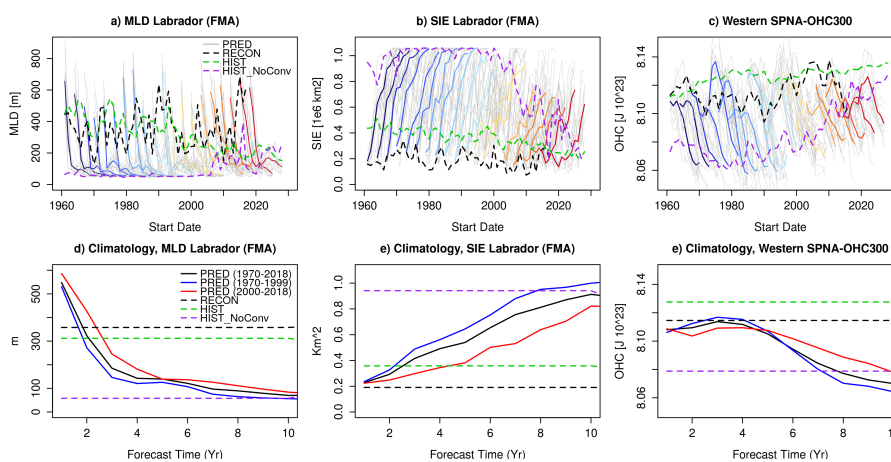 a) MLD Labrador (FMA)
b) SIE Labrador (FMA)
c) Western SPNA-OHC300
MLD [m]
0 200 400 600 800
1960 1980 2000 2020
Start Date
PRED
RECON
HIST
HIST_NoConv
SIE [1e6 km2]
0.0 0.2 0.4 0.6 0.8 1.0
1960 1980 2000 2020
Start Date
OHC [J 10^23]
8.06 8.10 8.14
1960 1980 2000 2020
Start Date
d) Climatology, MLD Labrador (FMA)
e) Climatology, SIE Labrador (FMA)
e) Climatology, Western SPNA-OHC300
m
0 100 300 500
2 4 6 8 10
Forecast Time (Yr)
PRED (1970-2018)
PRED (1970-1999)
PRED (2000-2018)
RECON
HIST
HIST_NoConv
Km^2
0.0 0.2 0.4 0.6 0.8 1.0
2 4 6 8 10
Forecast Time (Yr)
OHC [J 10^23]
8.06 8.10 8.14
2 4 6 8
Forecast Time (Yr)